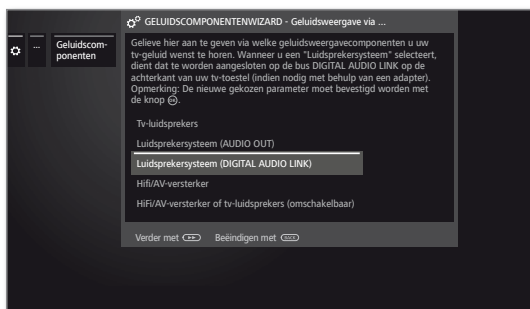 GELUIDSCOMPONENTENWIZARD - Geluidsweergave via ...
...
Geluidscom-
ponenten
Gelieve hier aan te geven via welke geluidsweergavecomponenten u uw
tv-geluid wenst te horen. Wanneer u een "Luidsprekersysteem" selecteert,
dient dat te worden aangesloten op de bus DIGITAL AUDIO LINK op de
achterkant van uw tv-toestel (indien nodig met behulp van een adapter).
Opmerking: De nieuwe gekozen parameter moet bevestigd worden met
de knop OK.
Tv-luidsprekers
Luidsprekersysteem (AUDIO OUT)
Luidsprekersysteem (DIGITAL AUDIO LINK)
Hifi/AV-versterker
HiFi/AV-versterker of tv-luidsprekers (omschakelbaar)
Verder met Beëindigen met BACK